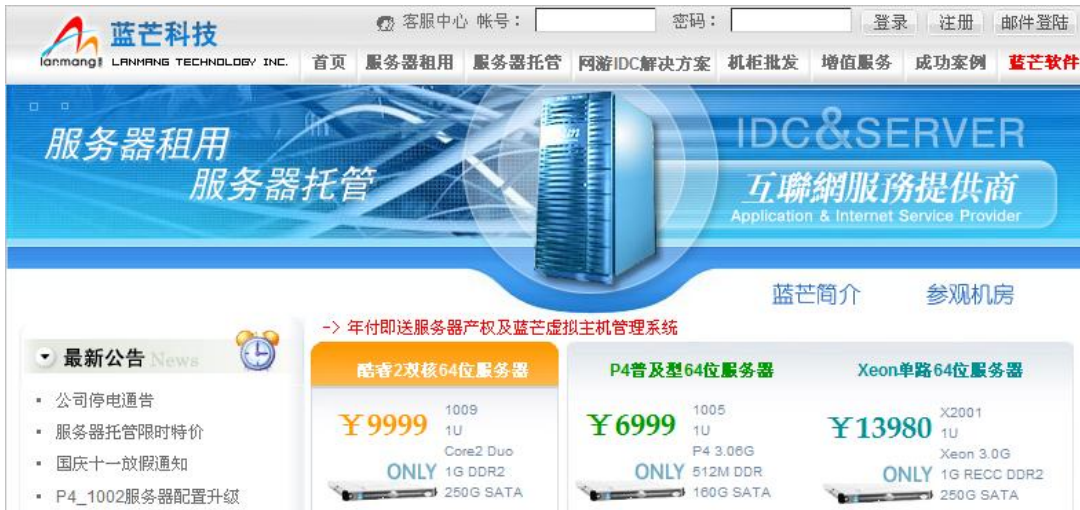 客服中心 帐号： 密码： 登录 注册 邮件登陆
蓝芒科技
lanmang LANMANG TECHNOLOGY INC.
首页 服务器租用 服务器托管 网游IDC解决方案 机柜批发 增值服务 成功案例 蓝芒软件
服务器租用
服务器托管
IDC&SERVER
互聯網服務提供商
Application & Internet Service Provider
蓝芒简介 参观机房
-> 年付即送服务器产权及蓝芒虚拟主机管理系统
最新公告 News
公司停电通告
服务器托管限时特价
国庆十一放假通知
P4_1002服务器配置升级
酷睿2双核64位服务器
￥9999
1009
1U
Core2 Duo
ONLY 1G DDR2
250G SATA
P4普及型64位服务器
￥6999
1005
1U
P4 3.06G
ONLY 512M DDR
160G SATA
Xeon单路64位服务器
￥13980
X2001
1U
Xeon 3.0G
ONLY 1G RECC DDR2
250G SATA